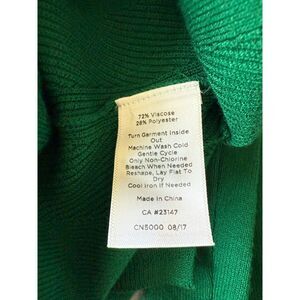 72% Viscose
28% Polyester
Turn Garment Inside
Out
Machine Wash Cold
Gentle Cycle
Only Non-Chlorine
Bleach When Needed
Reshape, Lay Flat To
Dry
Cool Iron If Needed
Made in China
CA #23147
CN5000 08/17